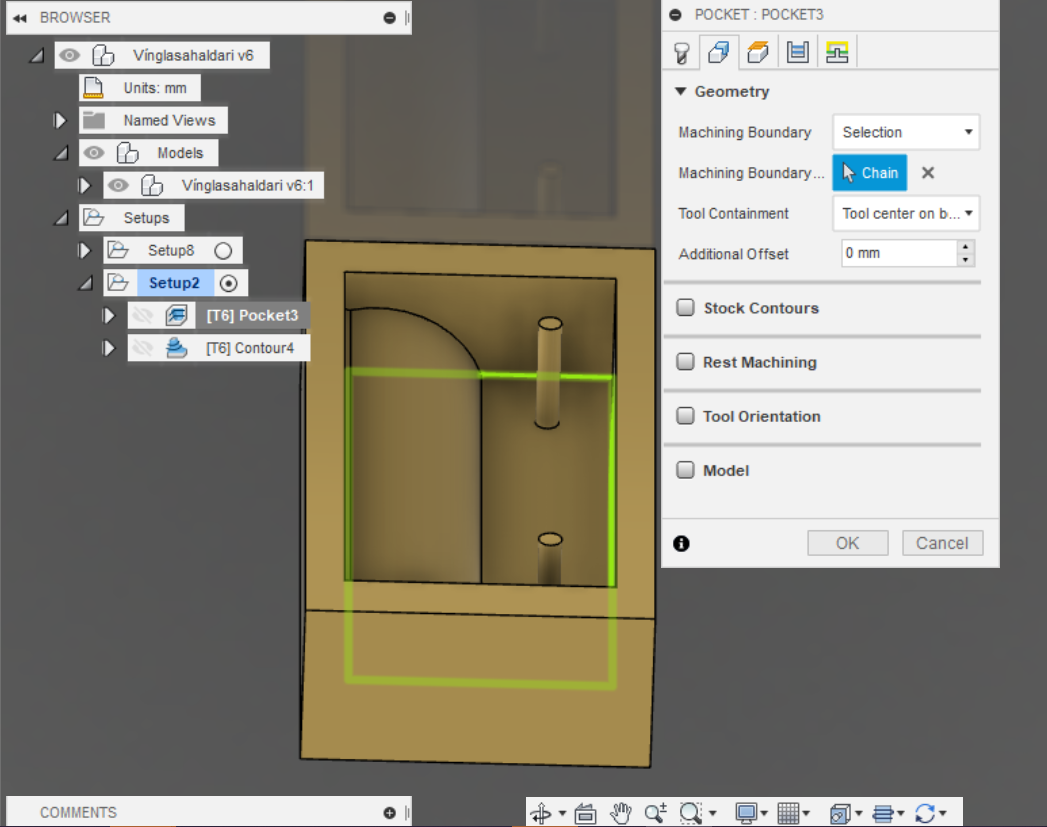 BROWSER
Vínglasahaldari v6
Units: mm
Named Views
Models
Vínglasahaldari v6:1
Setups
Setup8
Setup2
[T6] Pocket3
[T6] Contour4
COMMENTS
POCKET : POCKET3
Geometry
Machining Boundary Selection
Machining Boundary... Chain
Tool Containment Tool center on b...
Additional Offset 0 mm
Stock Contours
Rest Machining
Tool Orientation
Model
OK Cancel